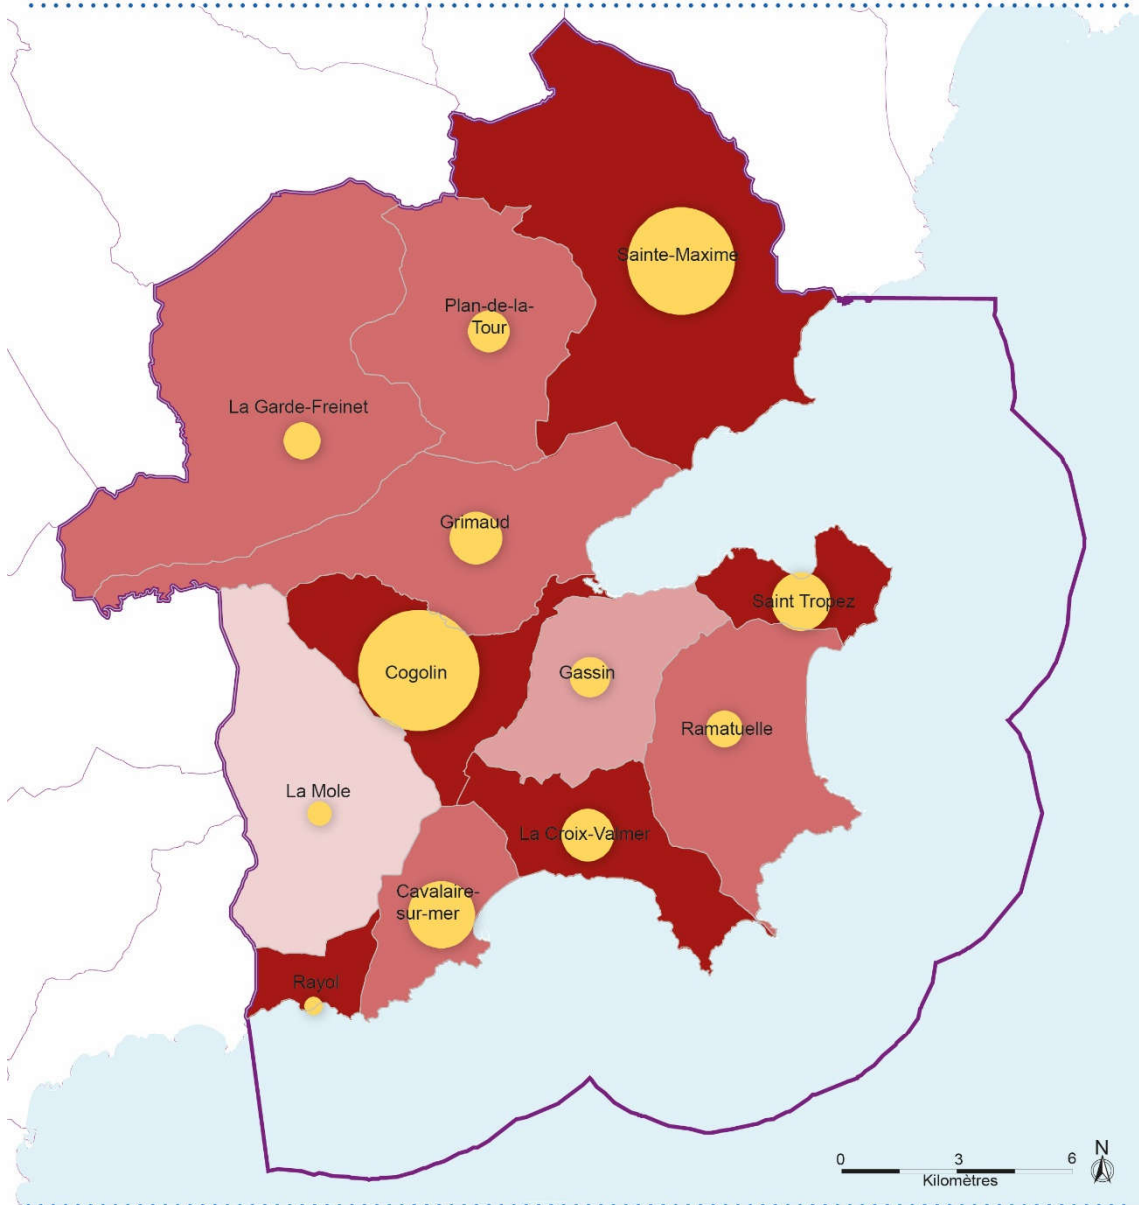 Sainte-Maxime
Plan-de-la-
Tour
La Garde-Freinet
Grimaud
Saint Tropez
Cogolin
Gassin
Ramatuelle
La Mole
La Croix-Valmer
Cavalaire-
sur-mer
Rayol
N
0 3 6
Kilomètres